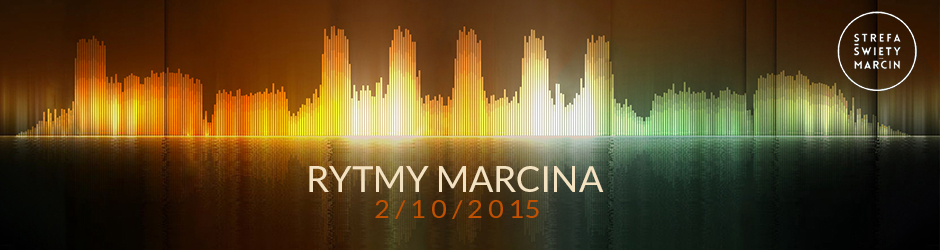 STREFA
ŚWIĘTY
MARCIN
RYTMY MARCINA
2/10/2015